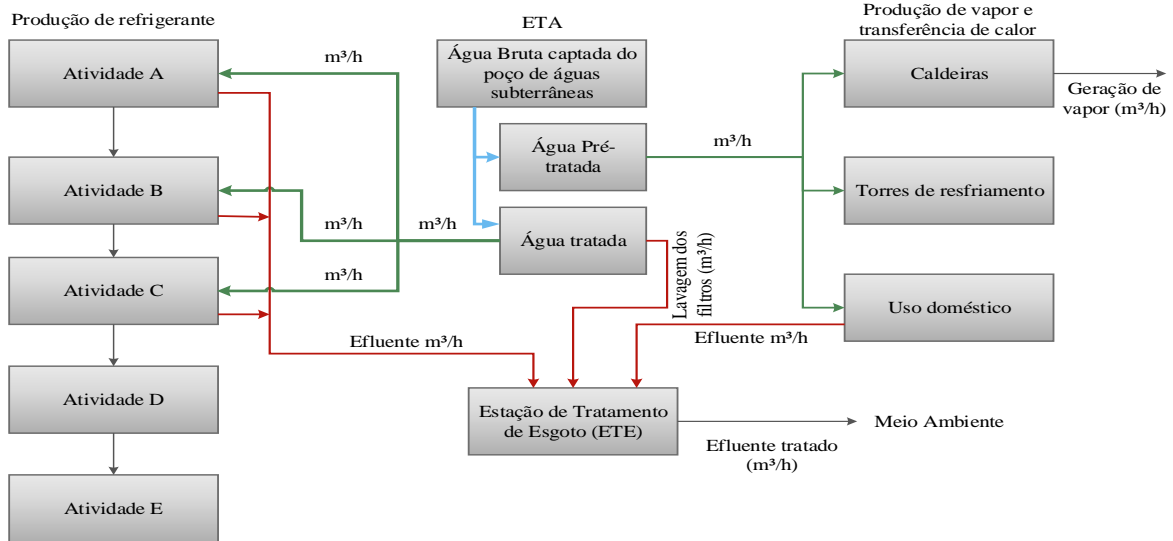 Produção de refrigerante
ETA
Produção de vapor e
transferência de calor
Atividade A
m³/h
Água Bruta captada do
poço de águas
subterrâneas
Caldeiras
Geração de
vapor (m³/h)
Água Pré-
tratada
m³/h
Atividade B
m³/h
m³/h
Torres de resfriamento
Água tratada
Lavagem dos
filtros (m³/h)
m³/h
Atividade C
Uso doméstico
Efluente m³/h
Efluente m³/h
Atividade D
Estação de Tratamento
de Esgoto (ETE)
Efluente tratado
(m³/h)
Meio Ambiente
Atividade E